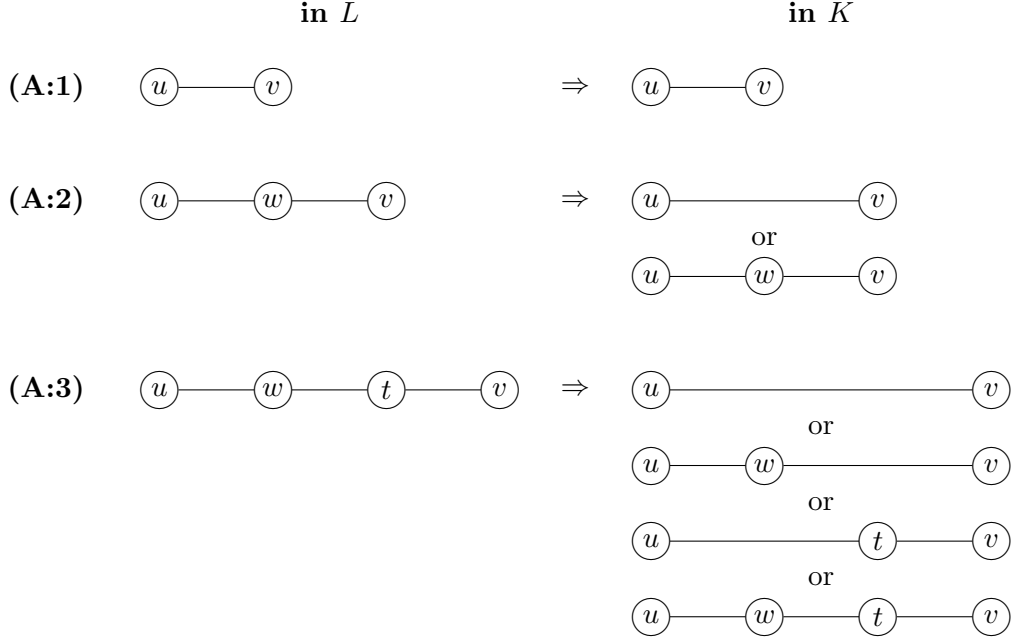 in L in K
(A:1) u v ⇒ u v
(A:2) u w v ⇒ u v
or
u w v
(A:3) u w t v ⇒ u v
or
u w v
or
u t v
or
u w t v